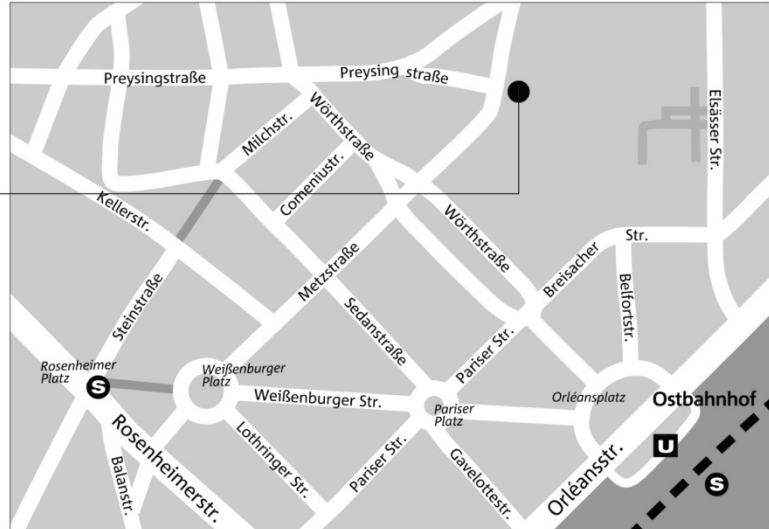 Preysingstraße
Preysing straße
Elsässer Str.
Milchstr.
Wörthstraße
Comeniustr.
Kellerstr.
Wörthstraße
Metzstraße
Breisacher
Str.
Steinstraße
Sedanstraße
Belfortstr.
Pariser Str.
Rosenheimer
Platz
Weißenburger
Platz
S
Weißenburger Str.
Pariser
Platz
Orléansplatz
Ostbahnhof
Rosenheimerstr.
Balanstr.
Lothringer Str.
Pariser Str.
Gavelottestr.
Orléansstr.
U
S